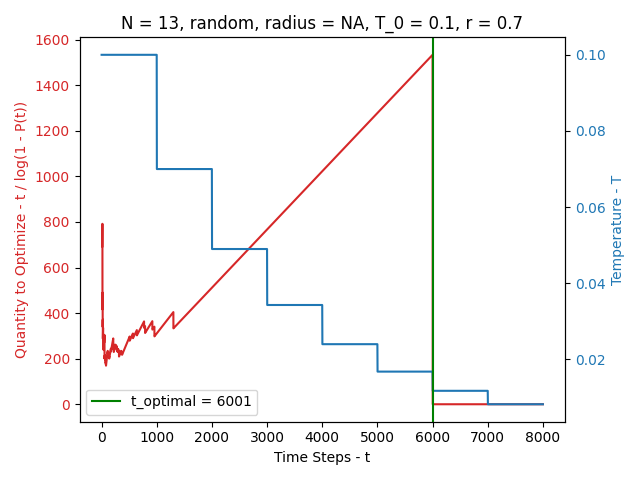 N = 13, random, radius = NA, T_0 = 0.1, r = 0.7
Quantity to Optimize - t / log(1 - P(t))
1600
1400
1200
1000
800
600
400
200
0
0.10
0.08
0.06
0.04
0.02
Temperature - T
t_optimal = 6001
0 1000 2000 3000 4000 5000 6000 7000 8000
Time Steps - t